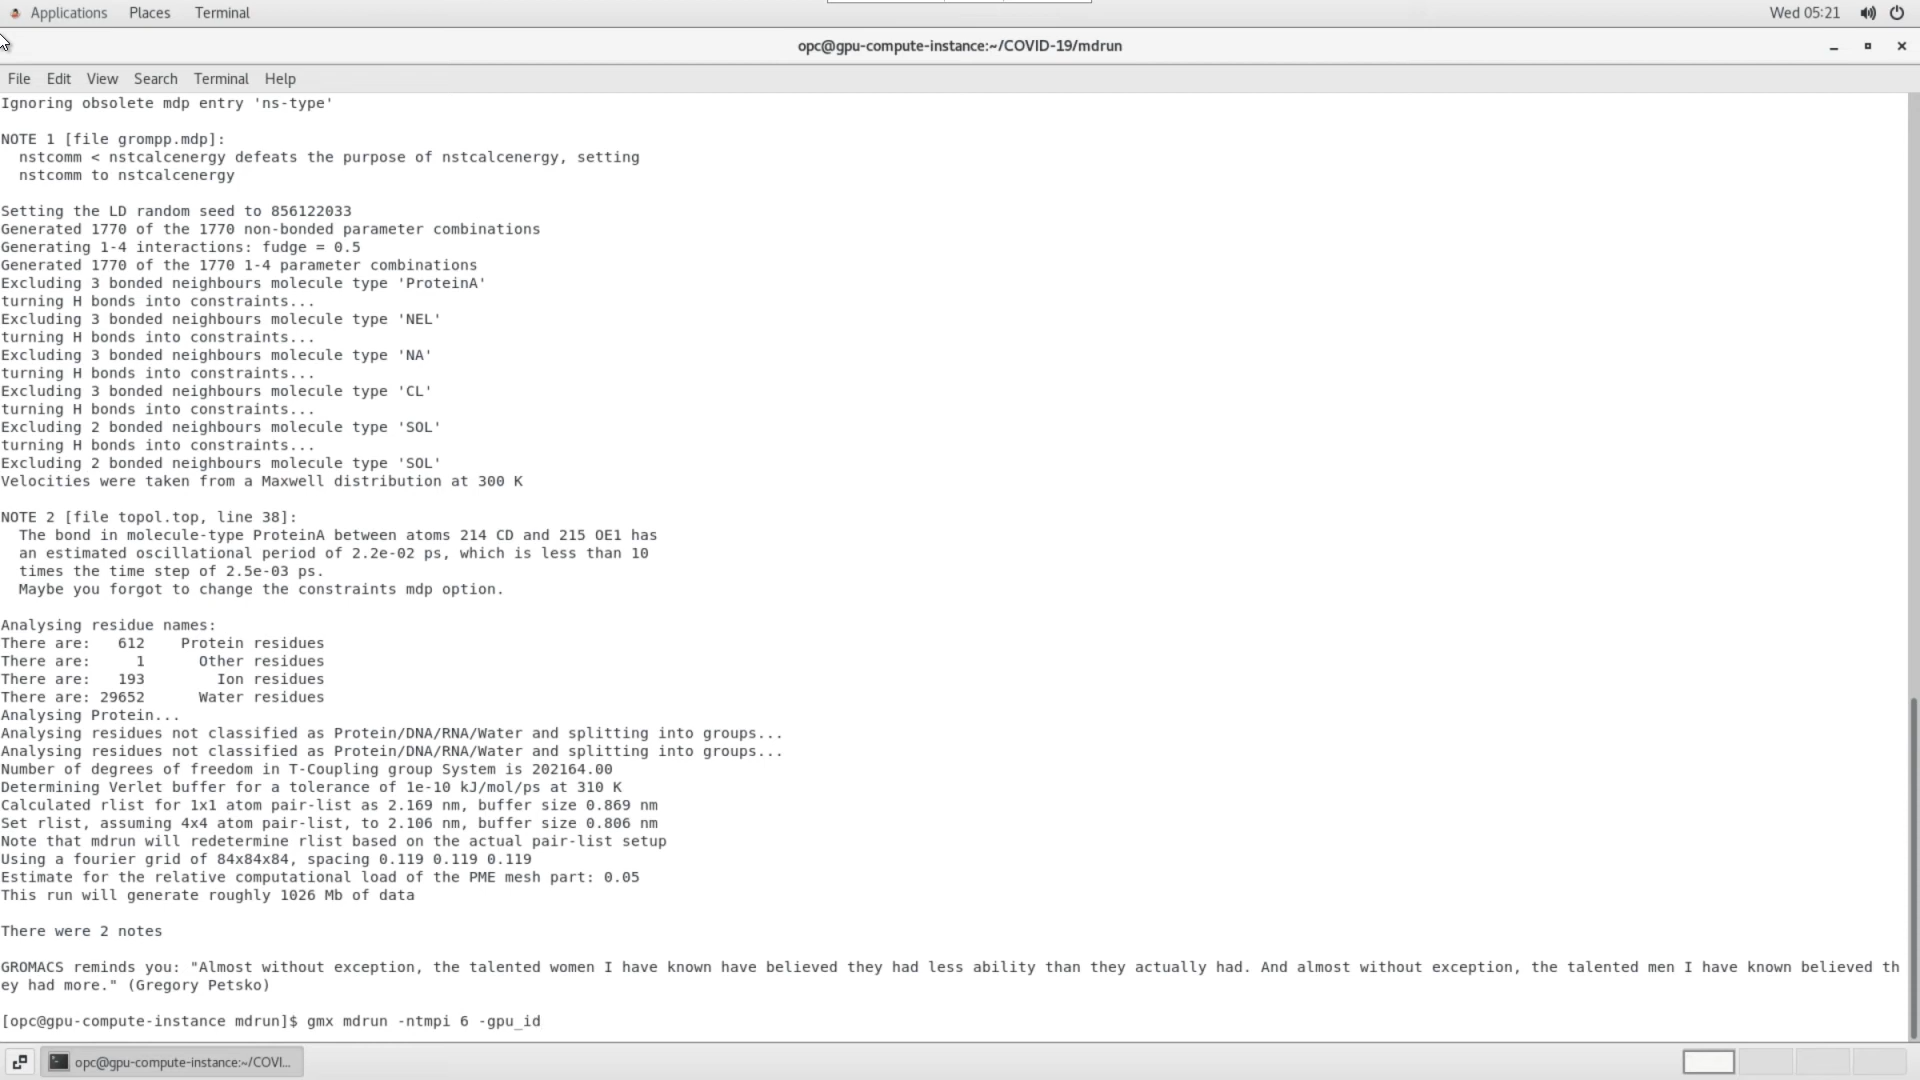 Applications Places Terminal Wed 05:21
opc@gpu-compute-instance:~/COVID-19/mdrun
File Edit View Search Terminal Help
Ignoring obsolete mdp entry 'ns-type'
NOTE 1 [file grompp.mdp]:
nstcomm < nstcalcenergy defeats the purpose of nstcalcenergy, setting
nstcomm to nstcalcenergy
Setting the LD random seed to 856122033
Generated 1770 of the 1770 non-bonded parameter combinations
Generating 1-4 interactions: fudge = 0.5
Generated 1770 of the 1770 1-4 parameter combinations
Excluding 3 bonded neighbours molecule type 'ProteinA'
turning H bonds into constraints...
Excluding 3 bonded neighbours molecule type 'NEL'
turning H bonds into constraints...
Excluding 3 bonded neighbours molecule type 'NA'
turning H bonds into constraints...
Excluding 3 bonded neighbours molecule type 'CL'
turning H bonds into constraints...
Excluding 2 bonded neighbours molecule type 'SOL'
turning H bonds into constraints...
Excluding 2 bonded neighbours molecule type 'SOL'
Velocities were taken from a Maxwell distribution at 300 K
NOTE 2 [file topol.top, line 38]:
The bond in molecule-type ProteinA between atoms 214 CD and 215 OE1 has
an estimated oscillational period of 2.2e-02 ps, which is less than 10
times the time step of 2.5e-03 ps.
Maybe you forgot to change the constraints mdp option.
Analysing residue names:
There are: 612 Protein residues
There are: 1 Other residues
There are: 193 Ion residues
There are: 29652 Water residues
Analysing Protein...
Analysing residues not classified as Protein/DNA/RNA/Water and splitting into groups...
Analysing residues not classified as Protein/DNA/RNA/Water and splitting into groups...
Number of degrees of freedom in T-Coupling group System is 202164.00
Determining Verlet buffer for a tolerance of 1e-10 kJ/mol/ps at 310 K
Calculated rlist for 1x1 atom pair-list as 2.169 nm, buffer size 0.869 nm
Set rlist, assuming 4x4 atom pair-list, to 2.106 nm, buffer size 0.806 nm
Note that mdrun will redetermine rlist based on the actual pair-list setup
Using a fourier grid of 84x84x84, spacing 0.119 0.119 0.119
Estimate for the relative computational load of the PME mesh part: 0.05
This run will generate roughly 1026 Mb of data
There were 2 notes
GROMACS reminds you: "Almost without exception, the talented women I have known have believed they had less ability than they actually had. And almost without exception, the talented men I have known believed th
ey had more." (Gregory Petsko)
[opc@gpu-compute-instance mdrun]$ gmx mdrun -ntmpi 6 -gpu_id
opc@gpu-compute-instance:~/COVI...